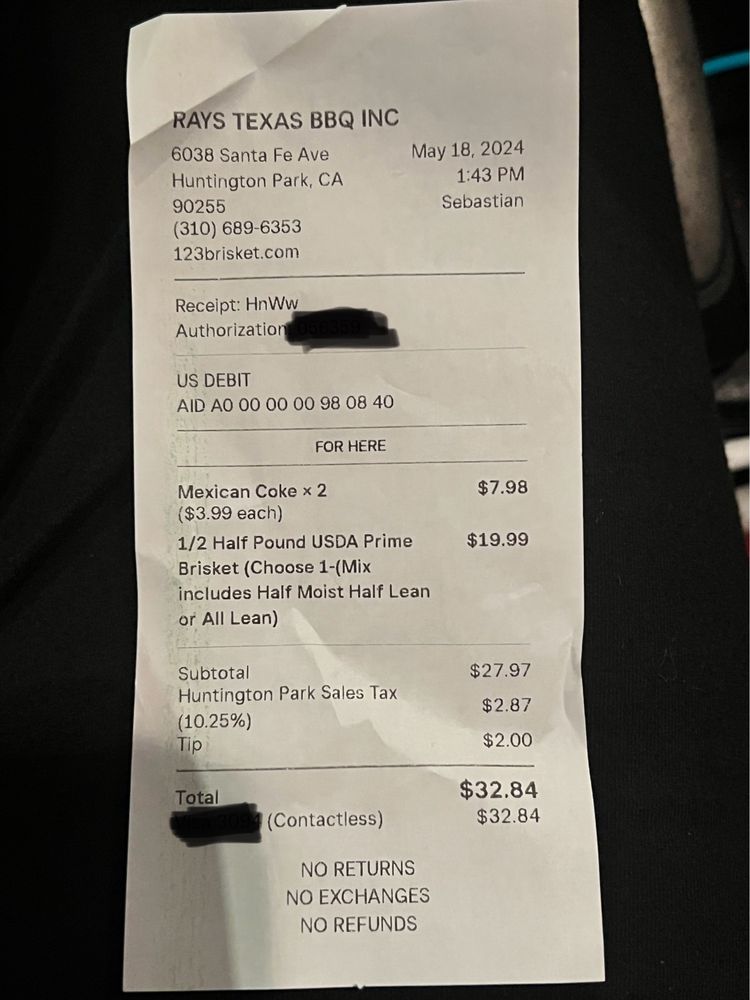 RAYS TEXAS BBQ INC
6038 Santa Fe Ave
May 18, 2024
Huntington Park, CA
1:43 PM
90255
Sebastian
(310) 689-6353
123brisket.com
Receipt: HnWw
Authorization
US DEBIT
AID A0 00 00 00 98 08 40
FOR HERE
Mexican Coke × 2 $7.98
($3.99 each)
1/2 Half Pound USDA Prime $19.99
Brisket (Choose 1-(Mix
includes Half Moist Half Lean
or All Lean)
Subtotal $27.97
Huntington Park Sales Tax $2.87
(10.25%)
Tip $2.00
Total $32.84
(Contactless) $32.84
NO RETURNS
NO EXCHANGES
NO REFUNDS